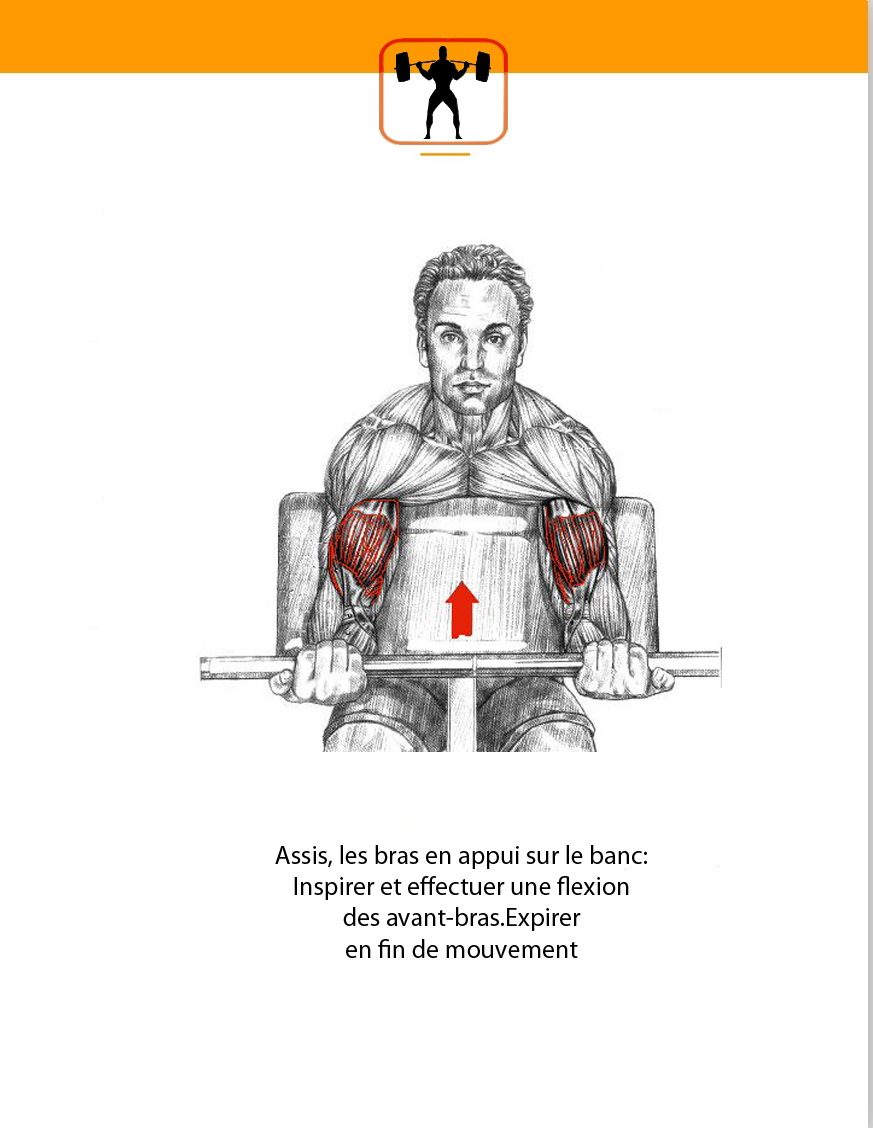 Assis, les bras en appui sur le banc:
Inspirer et effectuer une flexion
des avant-bras.Expirer
en fin de mouvement